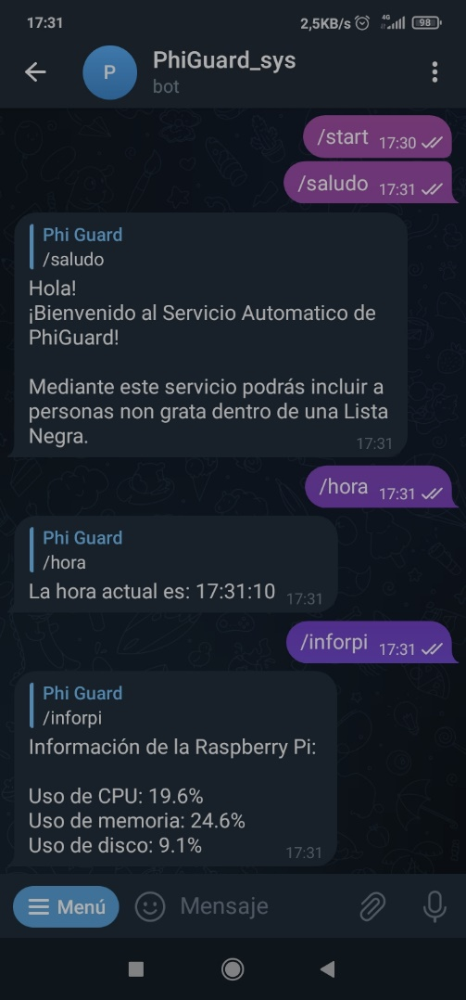 17:31
2,5KB/s 4G 98
P
PhiGuard_sys
bot
/start 17:30
/saludo 17:31
Phi Guard
/saludo
Hola!
¡Bienvenido al Servicio Automatico de
PhiGuard!
Mediante este servicio podrás incluir a
personas non grata dentro de una Lista
Negra.
17:31
/hora 17:31
Phi Guard
/hora
La hora actual es: 17:31:10 17:31
/inforpi 17:31
Phi Guard
/inforpi
Información de la Raspberry Pi:
Uso de CPU: 19.6%
Uso de memoria: 24.6%
Uso de disco: 9.1% 17:31
Menú Mensaje